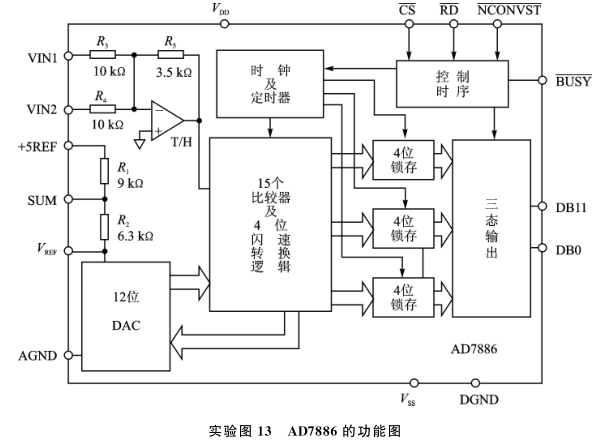 VDD
CS
RD
NCONVST
VIN1
R3
10 kΩ
R5
3.5 kΩ
VIN2
R4
10 kΩ
T/H
时 钟
及
定时器
控制
时序
BUSY
+5REF
R1
9 kΩ
SUM
R2
6.3 kΩ
VREF
15个
比较器
及
4 位
闪 速
转 换
逻 辑
4位
锁存
4位
锁存
4位
锁存
三
态
输
出
DB11
DB0
12位
DAC
AGND
AD7886
VSS
DGND
实验图 13 AD7886 的功能图